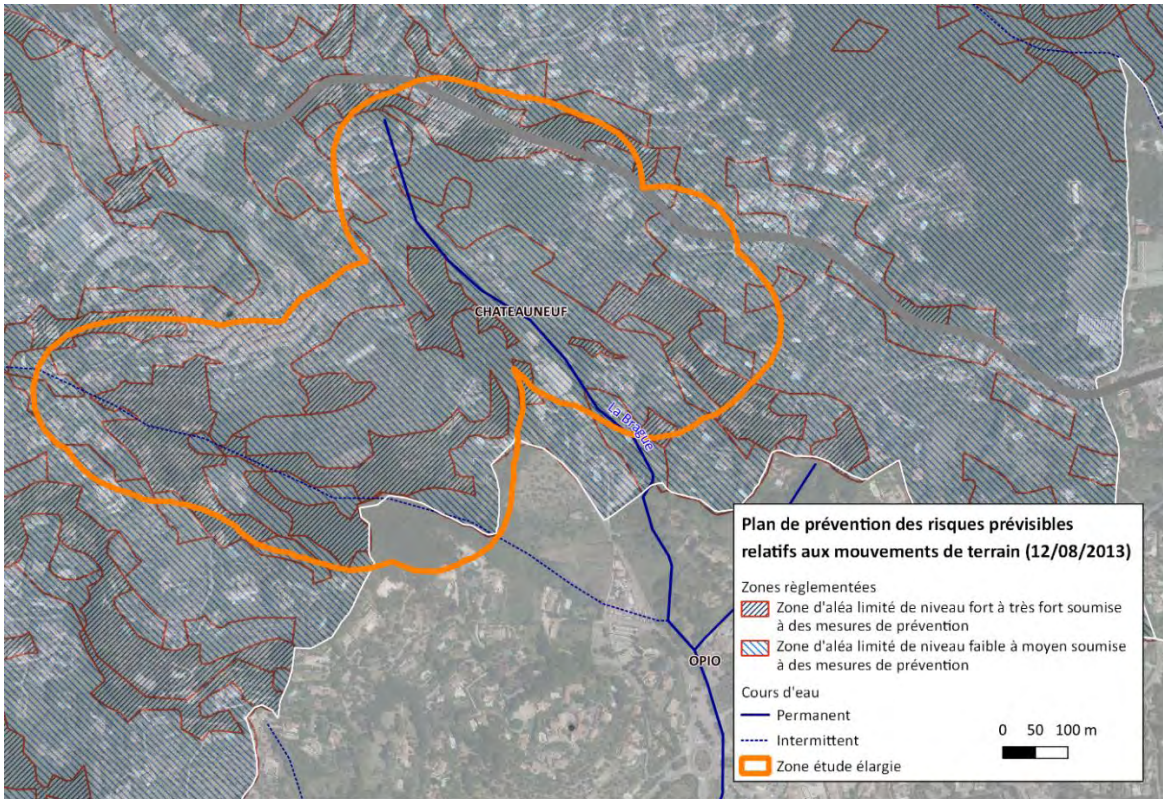 CHATEAUNEUF
La Brague
OPIO
Plan de prévention des risques prévisibles
relatifs aux mouvements de terrain (12/08/2013)
Zones règlementées
Zone d'aléa limité de niveau fort à très fort soumise
à des mesures de prévention
Zone d'aléa limité de niveau faible à moyen soumise
à des mesures de prévention
Cours d'eau
Permanent
Intermittent
Zone étude élargie
0 50 100 m